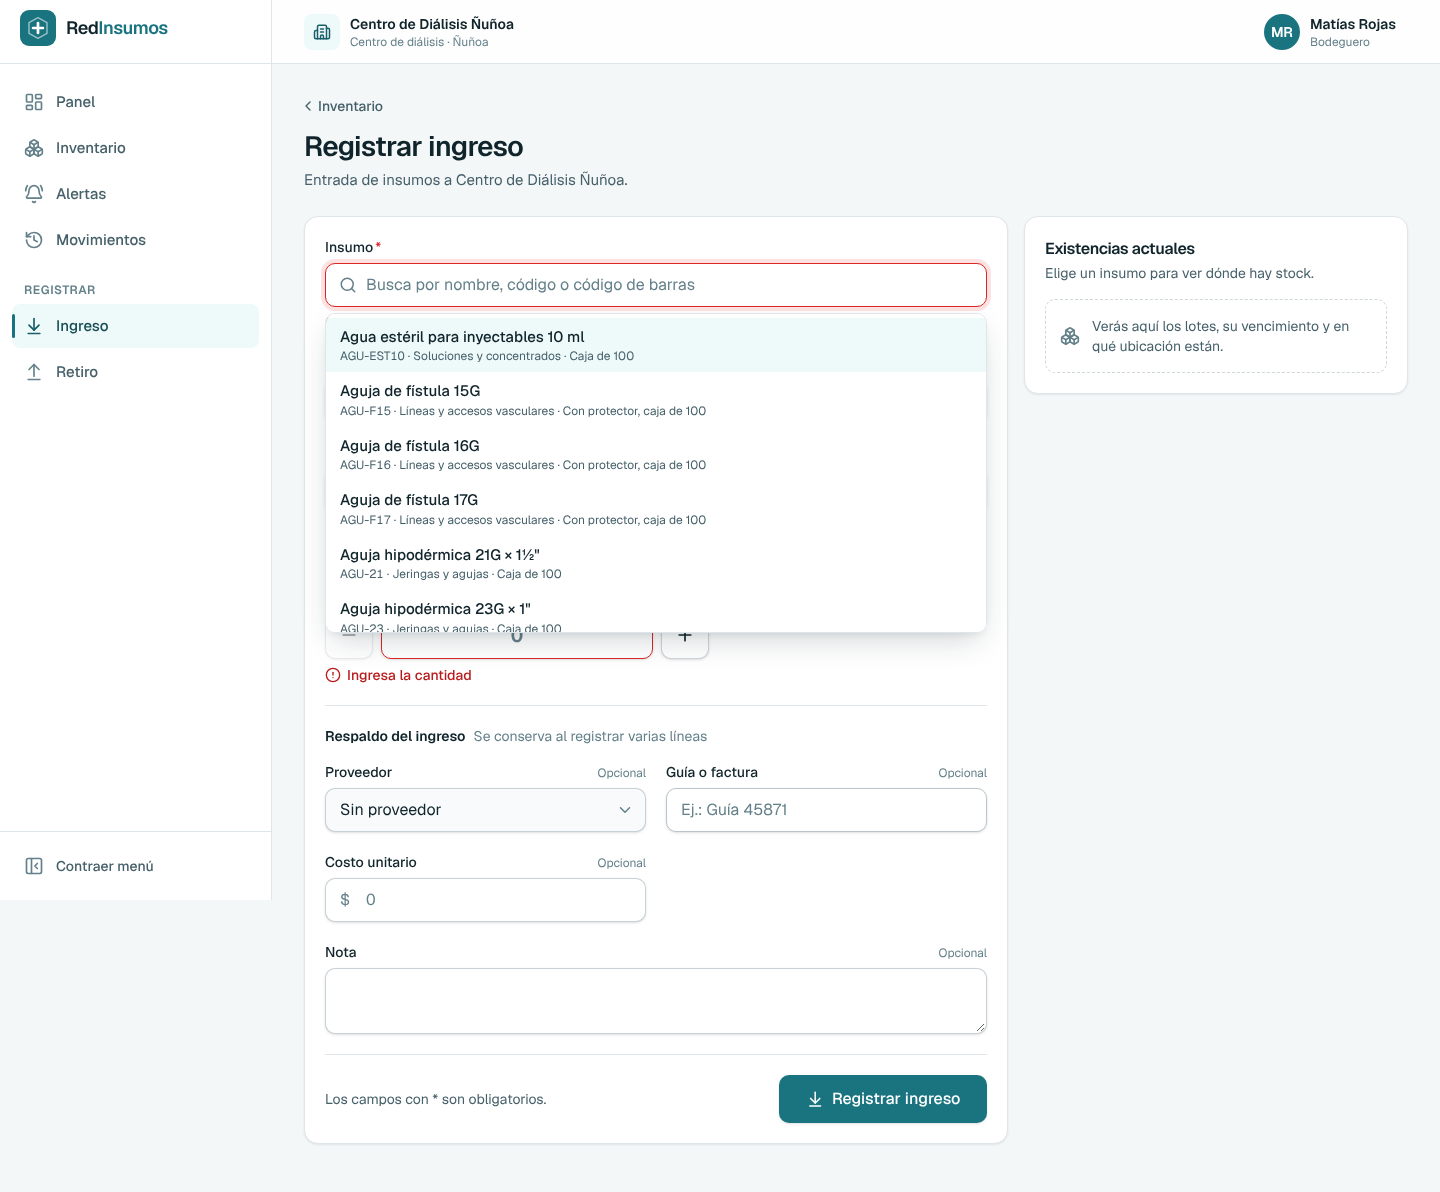 RedInsumos
Centro de Diálisis Ñuñoa
Centro de diálisis · Ñuñoa
MR
Matías Rojas
Bodeguero
Panel
Inventario
Alertas
Movimientos
REGISTRAR
Ingreso
Retiro
Contraer menú
Inventario
Registrar ingreso
Entrada de insumos a Centro de Diálisis Ñuñoa.
Insumo *
Busca por nombre, código o código de barras
Agua estéril para inyectables 10 ml
AGU-EST10 · Soluciones y concentrados · Caja de 100
Aguja de fístula 15G
AGU-F15 · Líneas y accesos vasculares · Con protector, caja de 100
Aguja de fístula 16G
AGU-F16 · Líneas y accesos vasculares · Con protector, caja de 100
Aguja de fístula 17G
AGU-F17 · Líneas y accesos vasculares · Con protector, caja de 100
Aguja hipodérmica 21G × 1½"
AGU-21 · Jeringas y agujas · Caja de 100
Aguja hipodérmica 23G × 1"
AGU-23 · Jeringas y agujas · Caja de 100
0
Ingresa la cantidad
Respaldo del ingreso Se conserva al registrar varias líneas
Proveedor Opcional
Sin proveedor
Guía o factura Opcional
Ej.: Guía 45871
Costo unitario Opcional
$ 0
Nota Opcional
Los campos con * son obligatorios.
Registrar ingreso
Existencias actuales
Elige un insumo para ver dónde hay stock.
Verás aquí los lotes, su vencimiento y en
qué ubicación están.